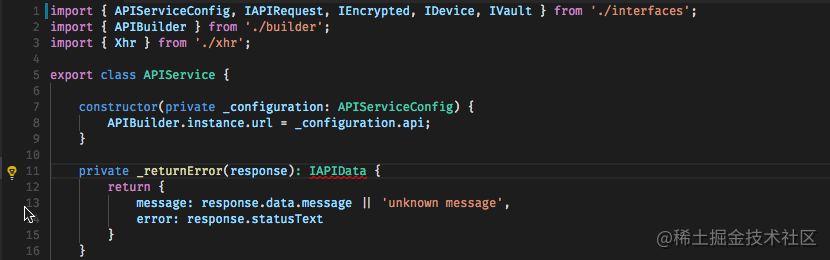 1 import { APIServiceConfig, IAPIRequest, IEncrypted, IDevice, IVault } from './interfaces';
2 import { APIBuilder } from './builder';
3 import { Xhr } from './xhr';
4
5 export class APIService {
6
7 constructor(private _configuration: APIServiceConfig) {
8 APIBuilder.instance.url = _configuration.api;
9 }
10
11 private _returnError(response): IAPIData {
12 return {
13 message: response.data.message || 'unknown message',
14 error: response.statusText
15 }
16 }
@稀土掘金技术社区